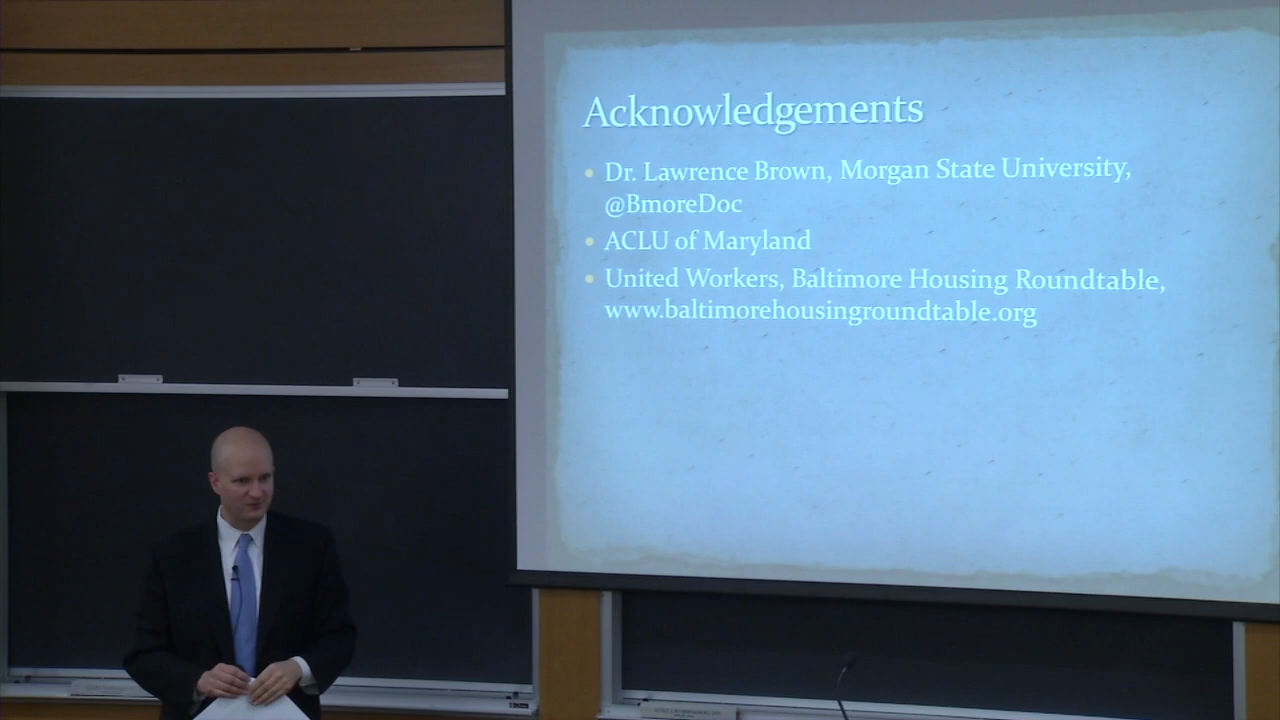 Acknowledgements
• Dr. Lawrence Brown, Morgan State University,
@BmoreDoc
• ACLU of Maryland
• United Workers, Baltimore Housing Roundtable,
www.baltimorehousingroundtable.org